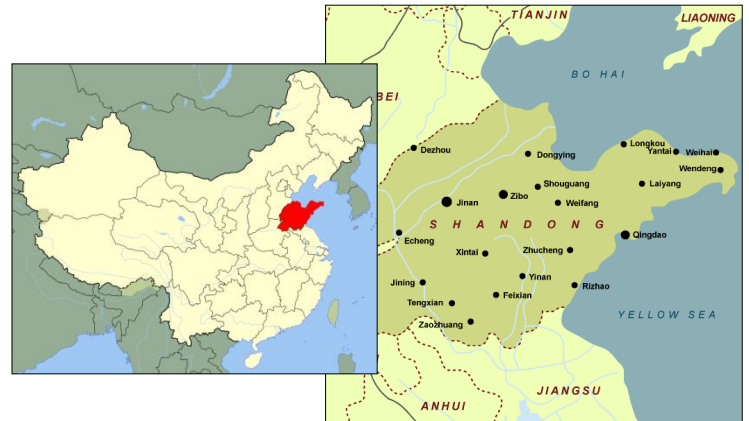 TIANJIN
LIAONING
BO HAI
BEI
Dezhou
Dongying
Longkou
Yantai
Weihai
Wendeng
Laiyang
Shouguang
Zibo
Weifang
Jinan
SHANDONG
Qingdao
Echeng
Xintai
Zhucheng
Jining
Yinan
Rizhao
Feixian
Tengxian
Zaozhuang
YELLOW SEA
JIANGSU
ANHUI